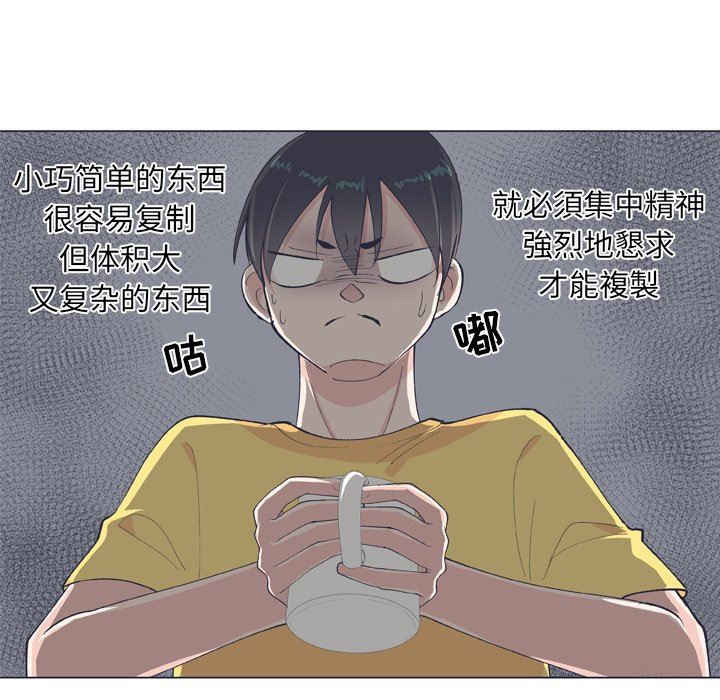 小巧简单的东西
很容易复制
但体积大
又复杂的东西
就必須集中精神
強烈地懇求
才能複製
咕
嘟